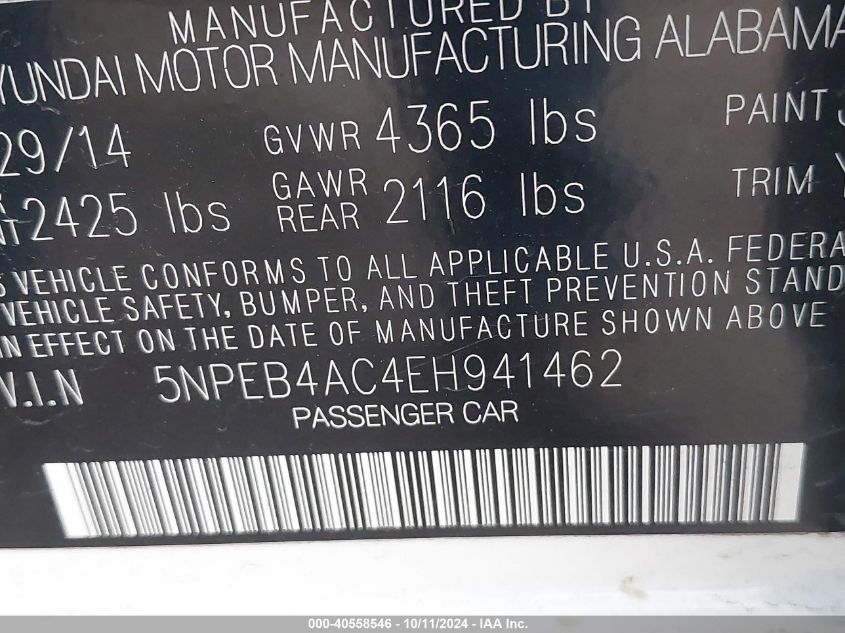 MANUFACTURED BY
YUNDAI MOTOR MANUFACTURING ALABAMA
29/14 GVWR 4365 lbs PAINT
2425 lbs GAWR REAR 2116 lbs TRIM
VEHICLE CONFORMS TO ALL APPLICABLE U.S.A. FEDERA
VEHICLE SAFETY, BUMPER, AND THEFT PREVENTION STAND
IN EFFECT ON THE DATE OF MANUFACTURE SHOWN ABOVE
V.I.N 5NPEB4AC4EH941462
PASSENGER CAR
000-40558546 - 10/11/2024 - IAA Inc.